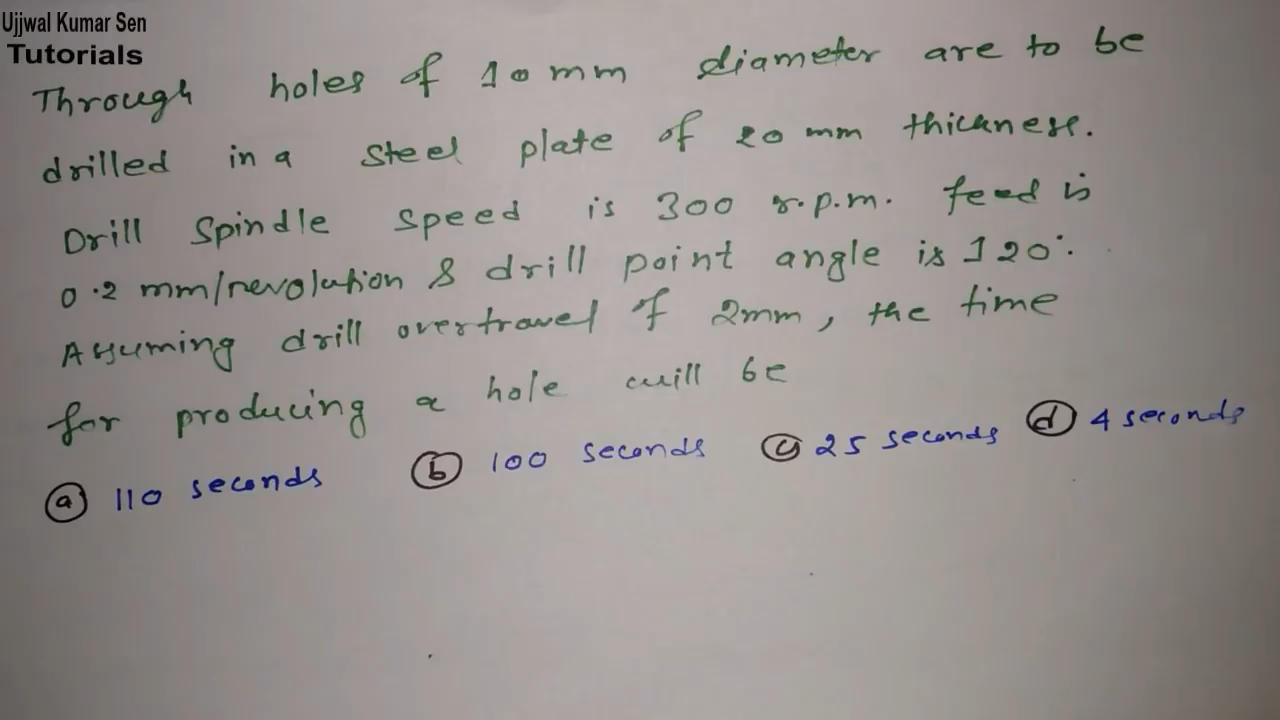 Ujjwal Kumar Sen
Tutorials
Through holes of 10 mm diameter are to be
drilled in a steel plate of 20 mm thickness.
Drill Spindle speed is 300 r.p.m. feed is
0.2 mm/revolution & drill point angle is 120°.
Assuming drill overtravel of 2mm, the time
for producing a hole will be
(a) 110 seconds (b) 100 seconds (c) 25 seconds (d) 4 seconds